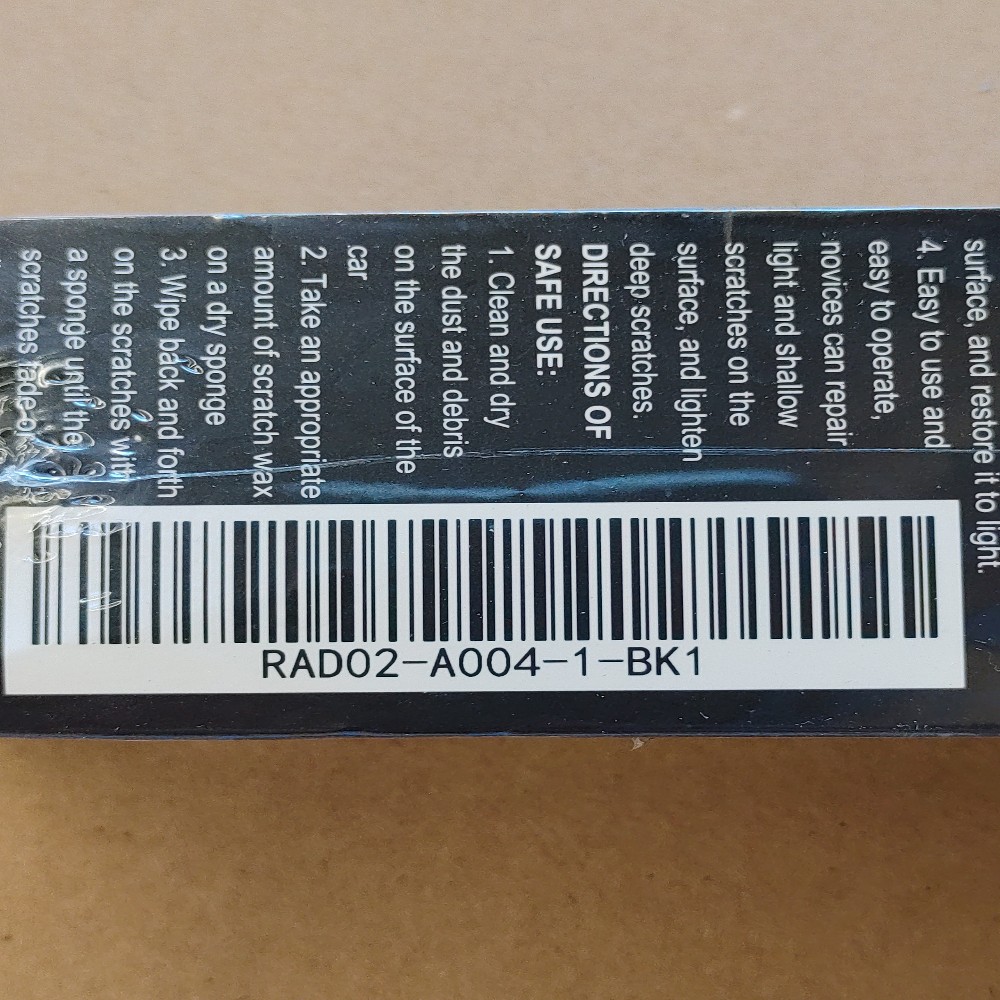 surface, and restore it to light.
4. Easy to use and
easy to operate,
novices can repair
light and shallow
scratches on the
surface, and lighten
deep scratches.
DIRECTIONS OF
SAFE USE:
1. Clean and dry
the dust and debris
on the surface of the
car
2. Take an appropriate
amount of scratch wax
on a dry sponge
3. Wipe back and forth
on the scratches with
a sponge until the
scratches fade or
RAD02-A004-1-BK1